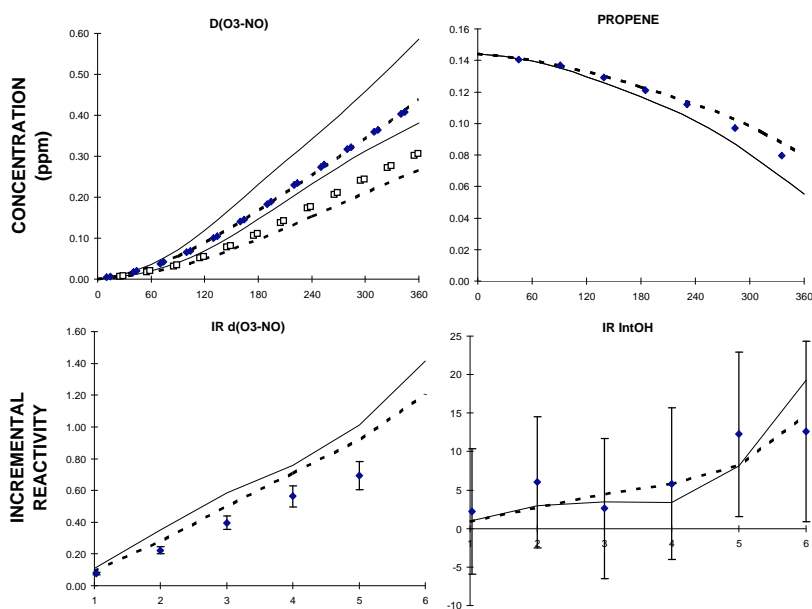 D(O3-NO)
0.60
0.50
0.40
0.30
0.20
0.10
0.00
0 60 120 180 240 300 360
CONCENTRATION
(ppm)
PROPENE
0.16
0.14
0.12
0.10
0.08
0.06
0.04
0.02
0.00
0 60 120 180 240 300 360
IR d(O3-NO)
1.60
1.40
1.20
1.00
0.80
0.60
0.40
0.20
0.00
1 2 3 4 5 6
INCREMENTAL
REACTIVITY
IR IntOH
25
20
15
10
5
0
-5
-10
1 2 3 4 5 6